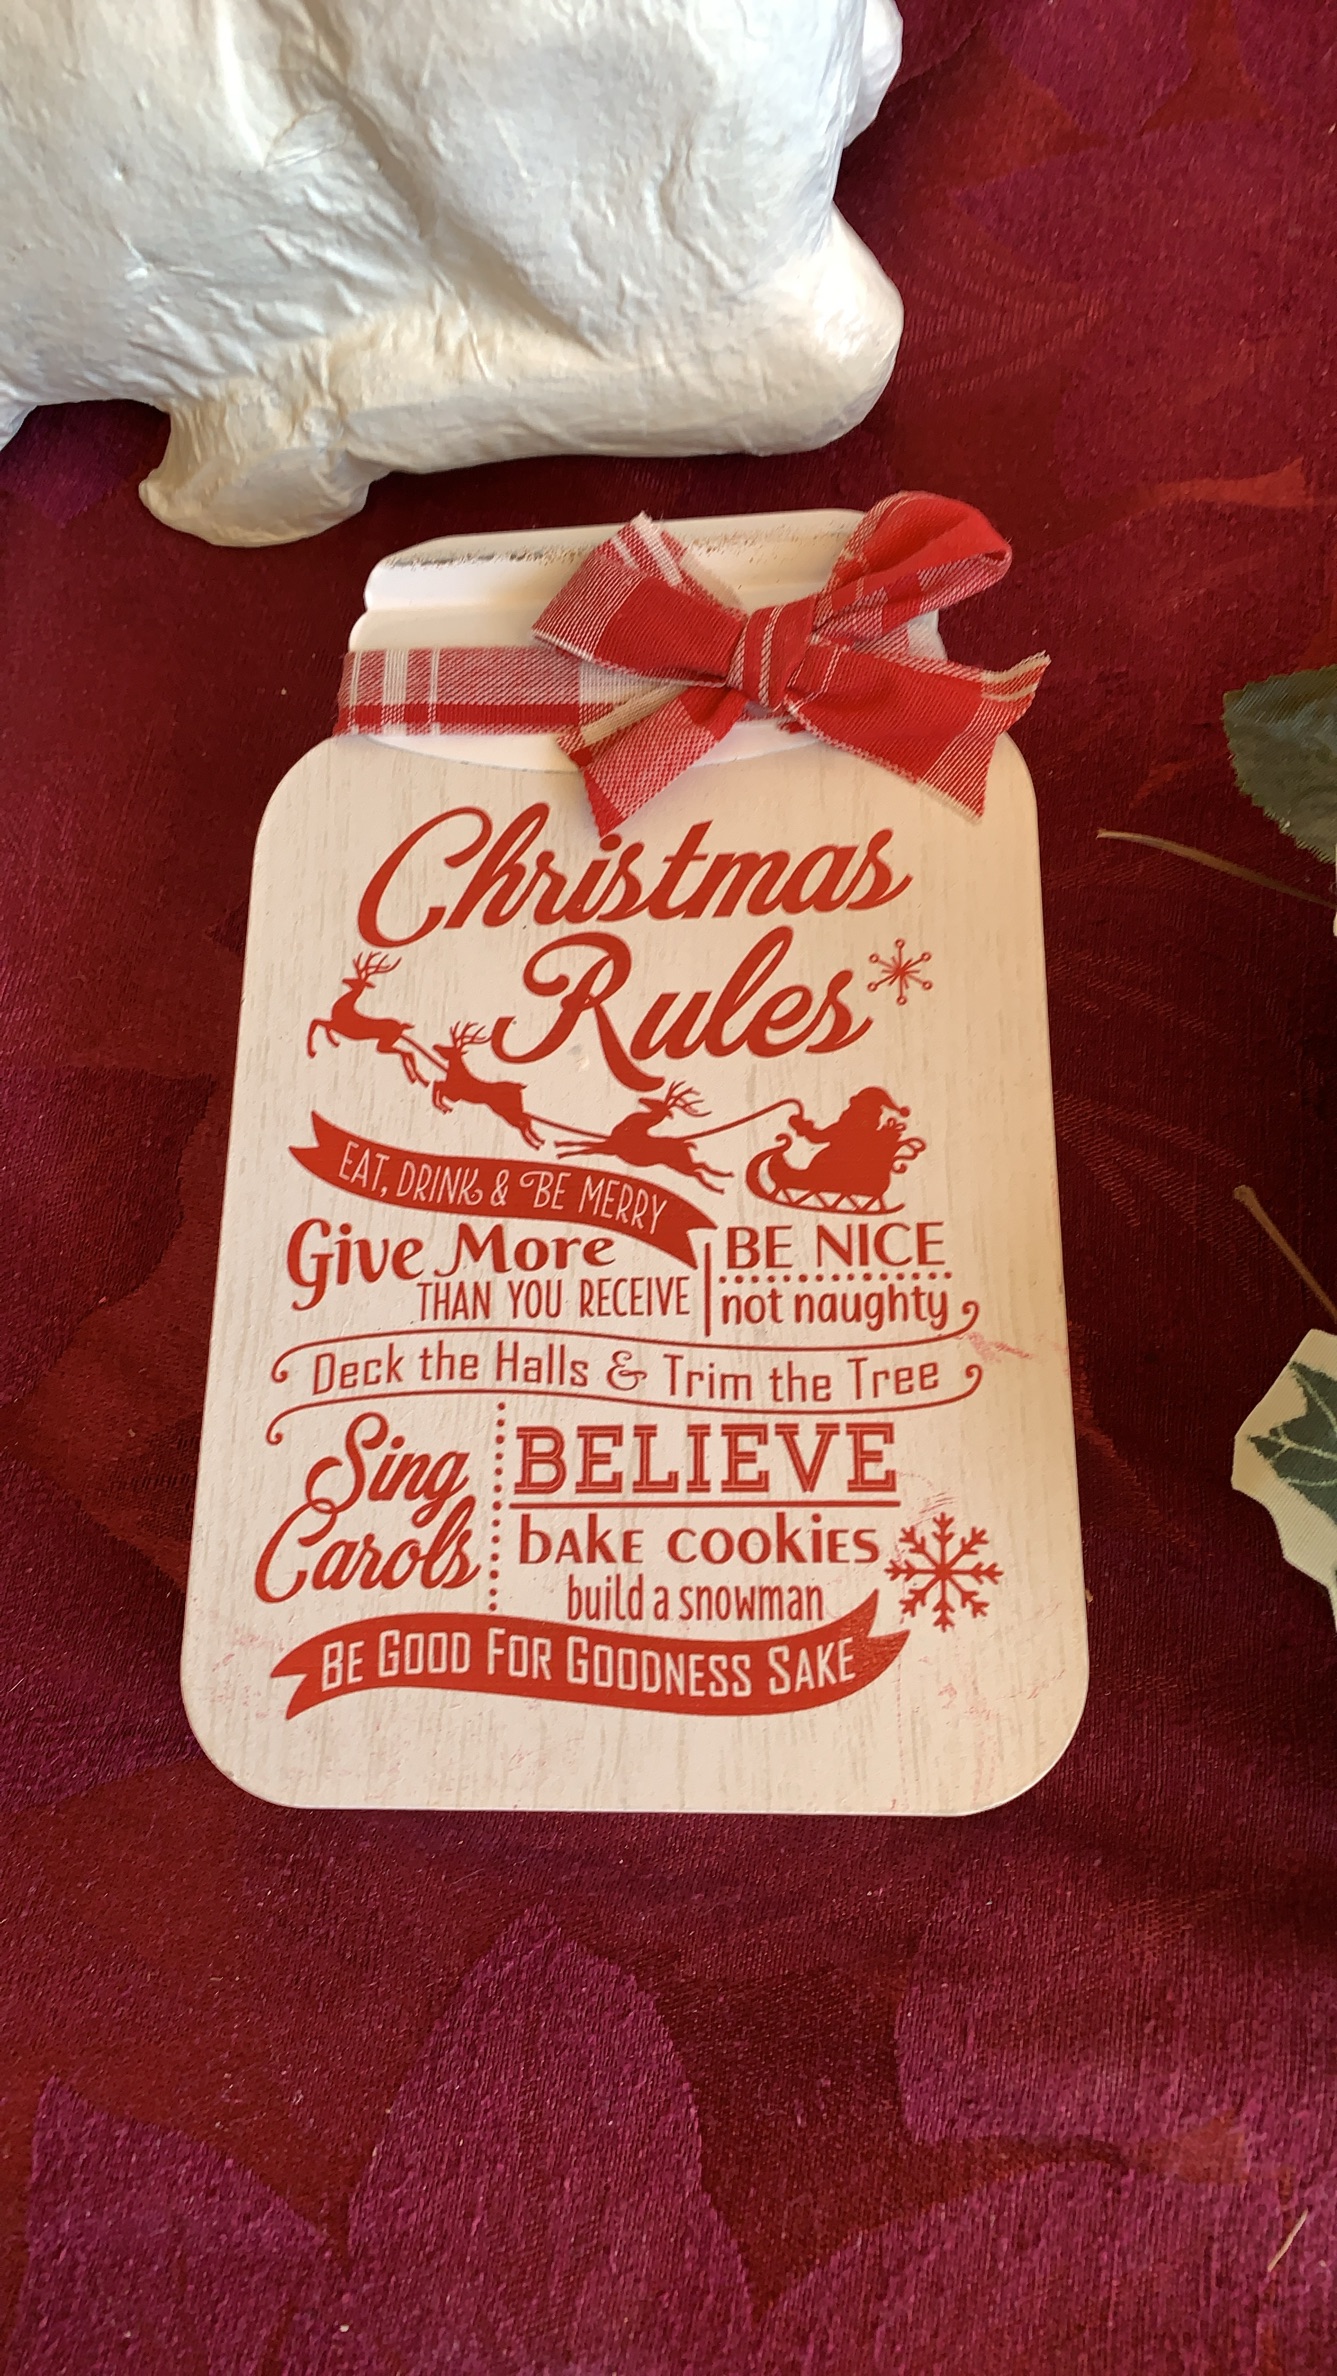 Christmas
Rules
EAT, DRINK & BE MERRY
Give More
THAN YOU RECEIVE
BE NICE
not naughty
Deck the Halls & Trim the Tree
Sing
Carols
BELIEVE
bAKE cookiEs
build a snowman
BE GOOD FOR GOODNESS SAKE